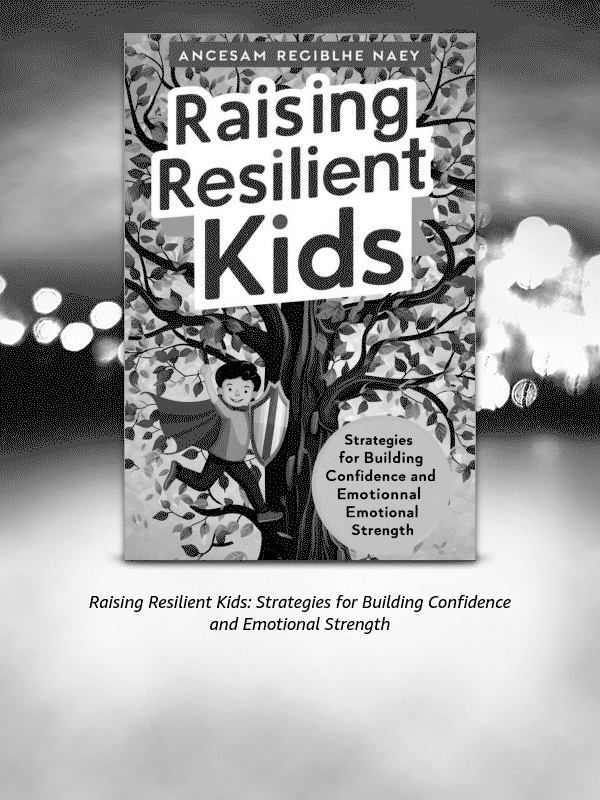 ANCESAM REGIBLHE NAEY
Raising
Resilient
Kids
Strategies
for Building
Confidence and
Emotionnal
Emotional
Strength
Raising Resilient Kids: Strategies for Building Confidence
and Emotional Strength